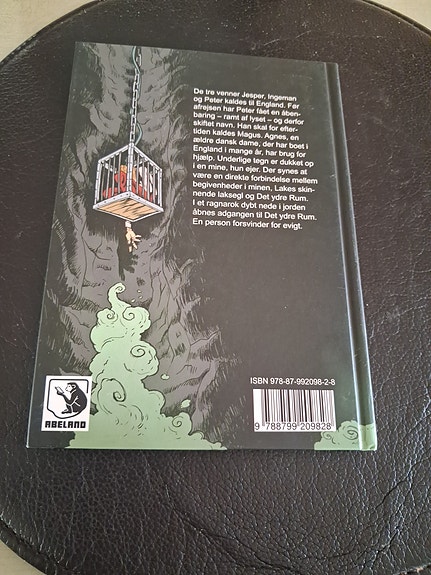 De tre venner Jesper, Ingeman
og Peter kaldes til England. Før
afrejsen har Peter fået en åben-
baring – ramt af lyset – og derfor
skiftet navn. Han skal for efter-
tiden kaldes Magus. Agnes, en
ældre dansk dame, der har boet i
England i mange år, har brug for
hjælp. Underlige tegn er dukket op
i en mine, hun ejer. Der synes at
være en direkte forbindelse mellem
begivenheder i minen, Lakes skin-
nende laksegl og Det ydre Rum.
I et ragnarok dybt nede i jorden
åbnes adgangen til Det ydre Rum.
En person forsvinder for evigt.
ISBN 978-87-992098-2-8
9 788799 209828
ABELAND